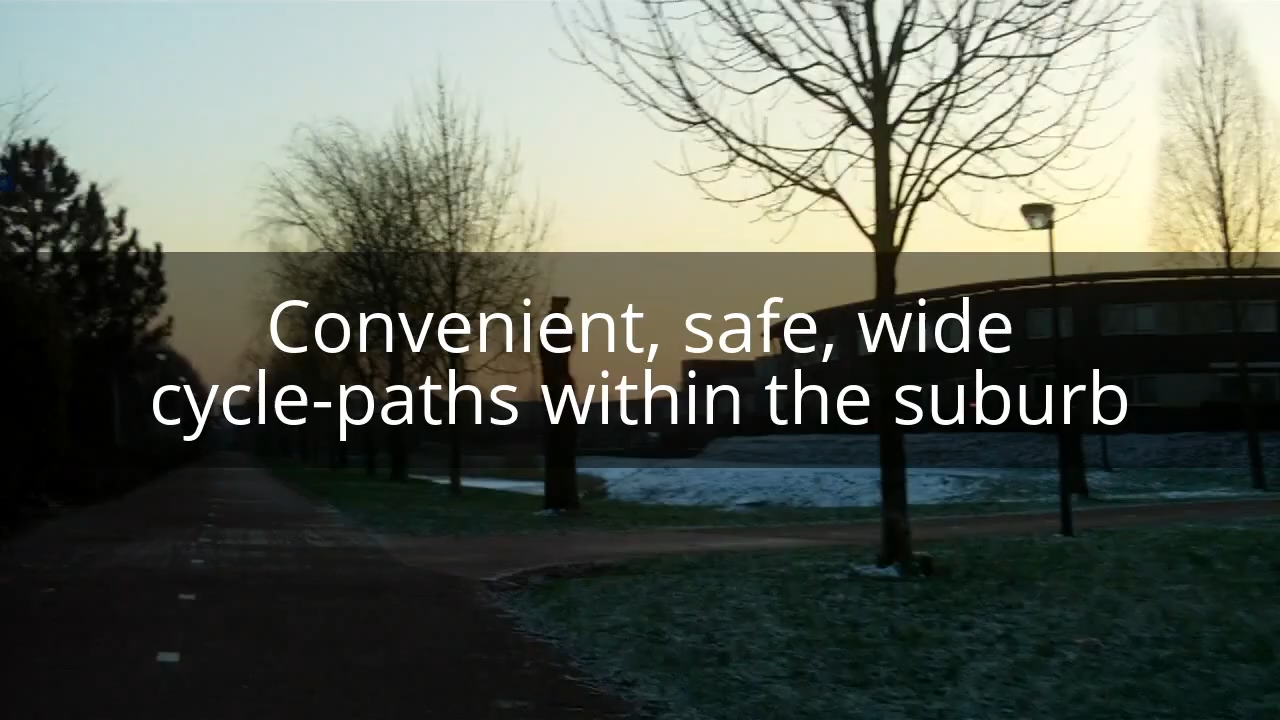 Convenient, safe, wide
cycle-paths within the suburb